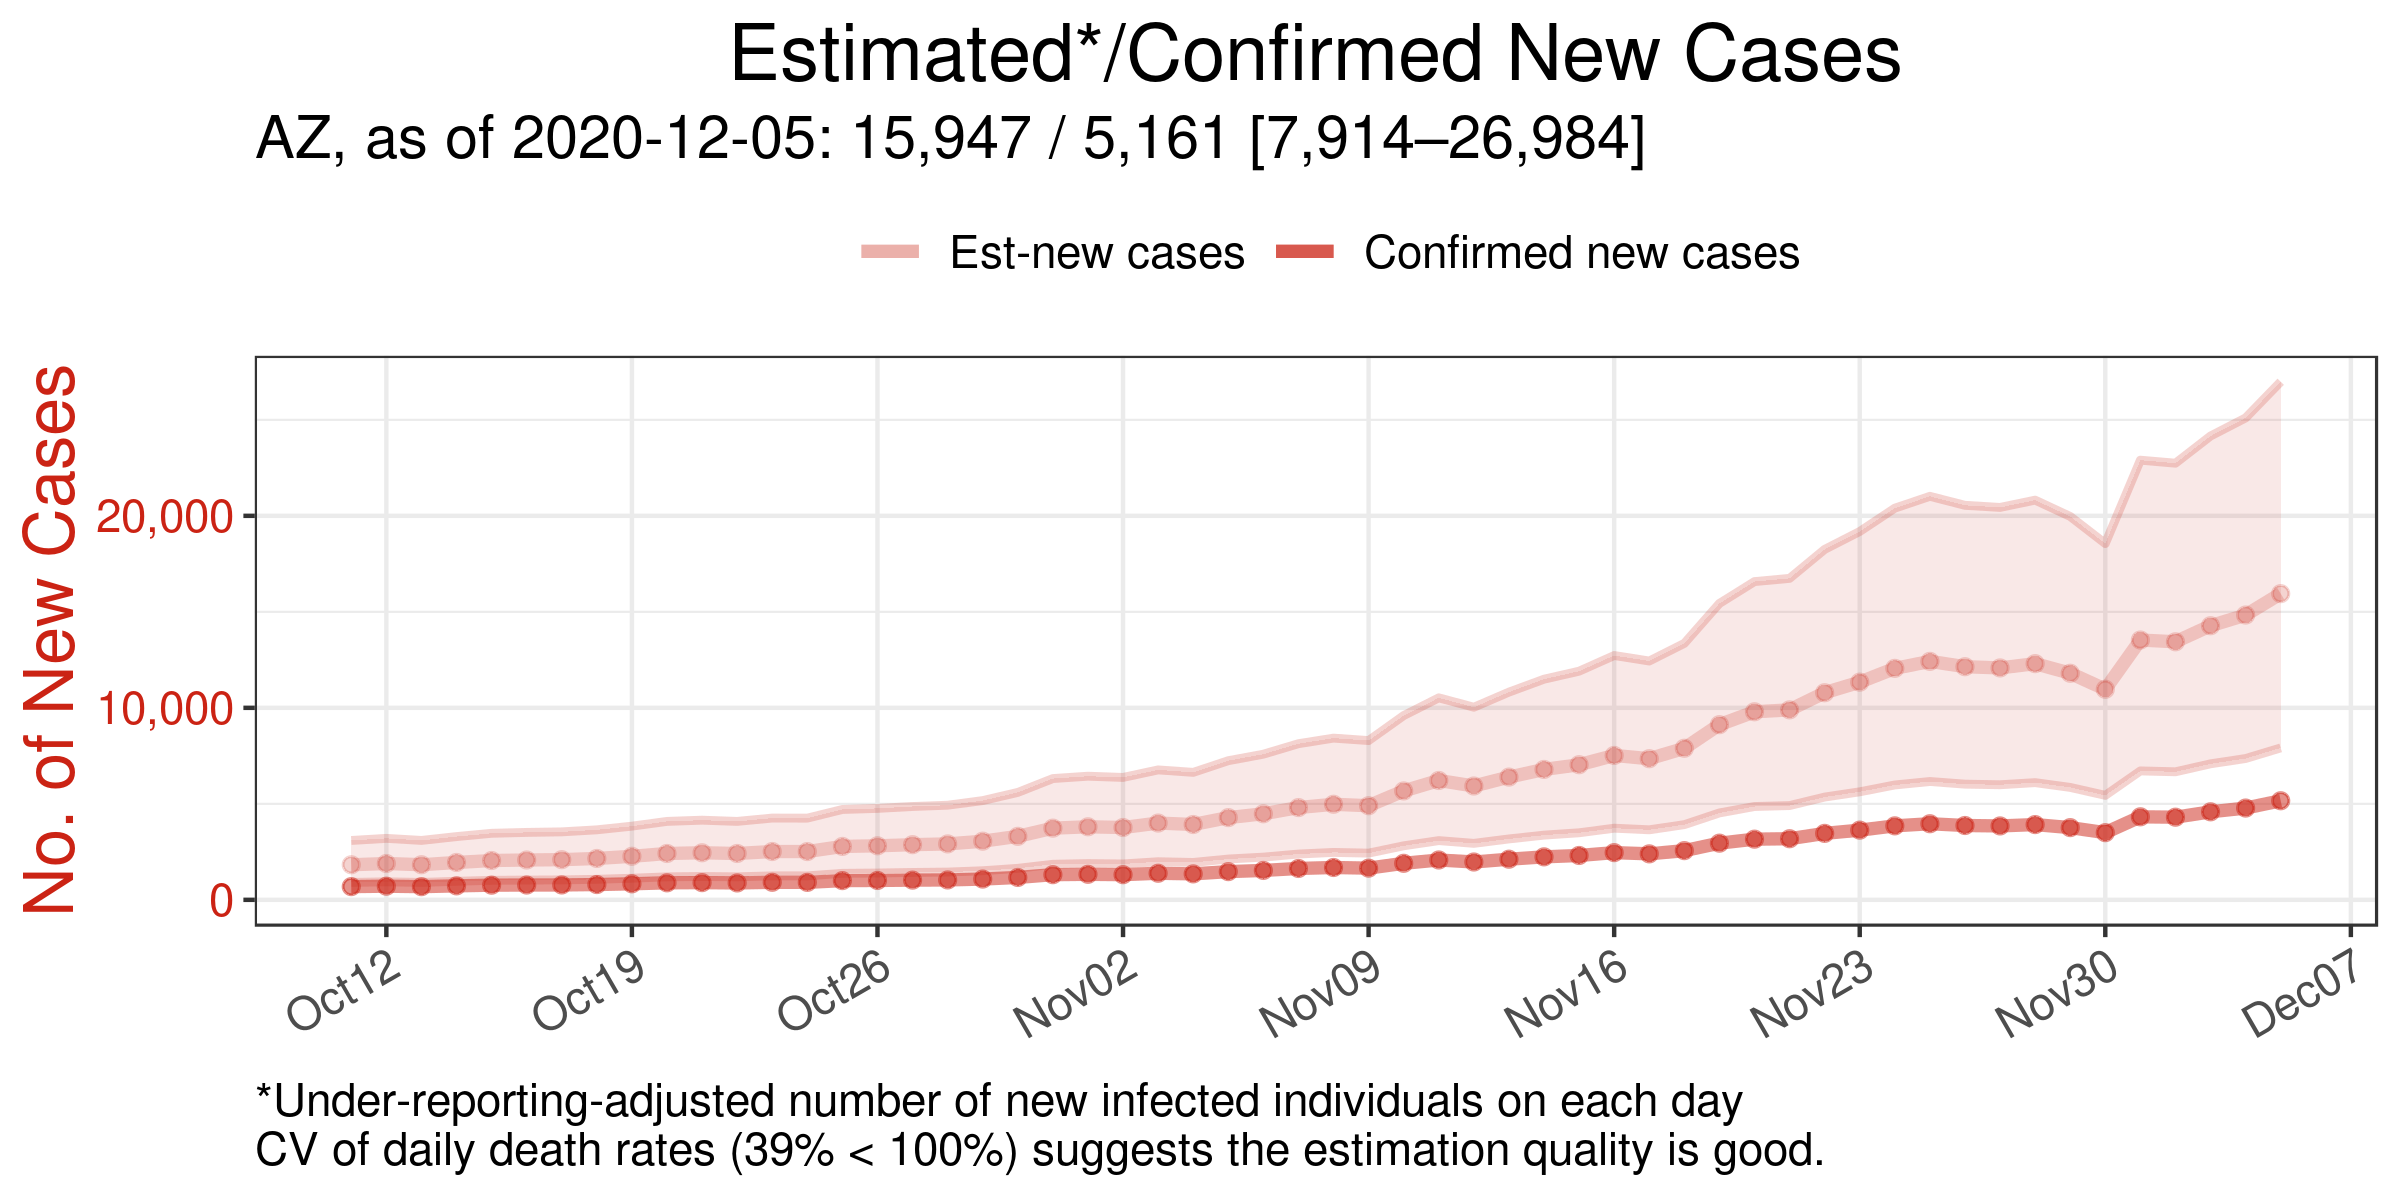 Estimated*/Confirmed New Cases
AZ, as of 2020-12-05: 15,947 / 5,161 [7,914–26,984]
Est-new cases Confirmed new cases
No. of New Cases
20,000
10,000
0
Oct12 Oct19 Oct26 Nov02 Nov09 Nov16 Nov23 Nov30 Dec07
*Under-reporting-adjusted number of new infected individuals on each day
CV of daily death rates (39% < 100%) suggests the estimation quality is good.